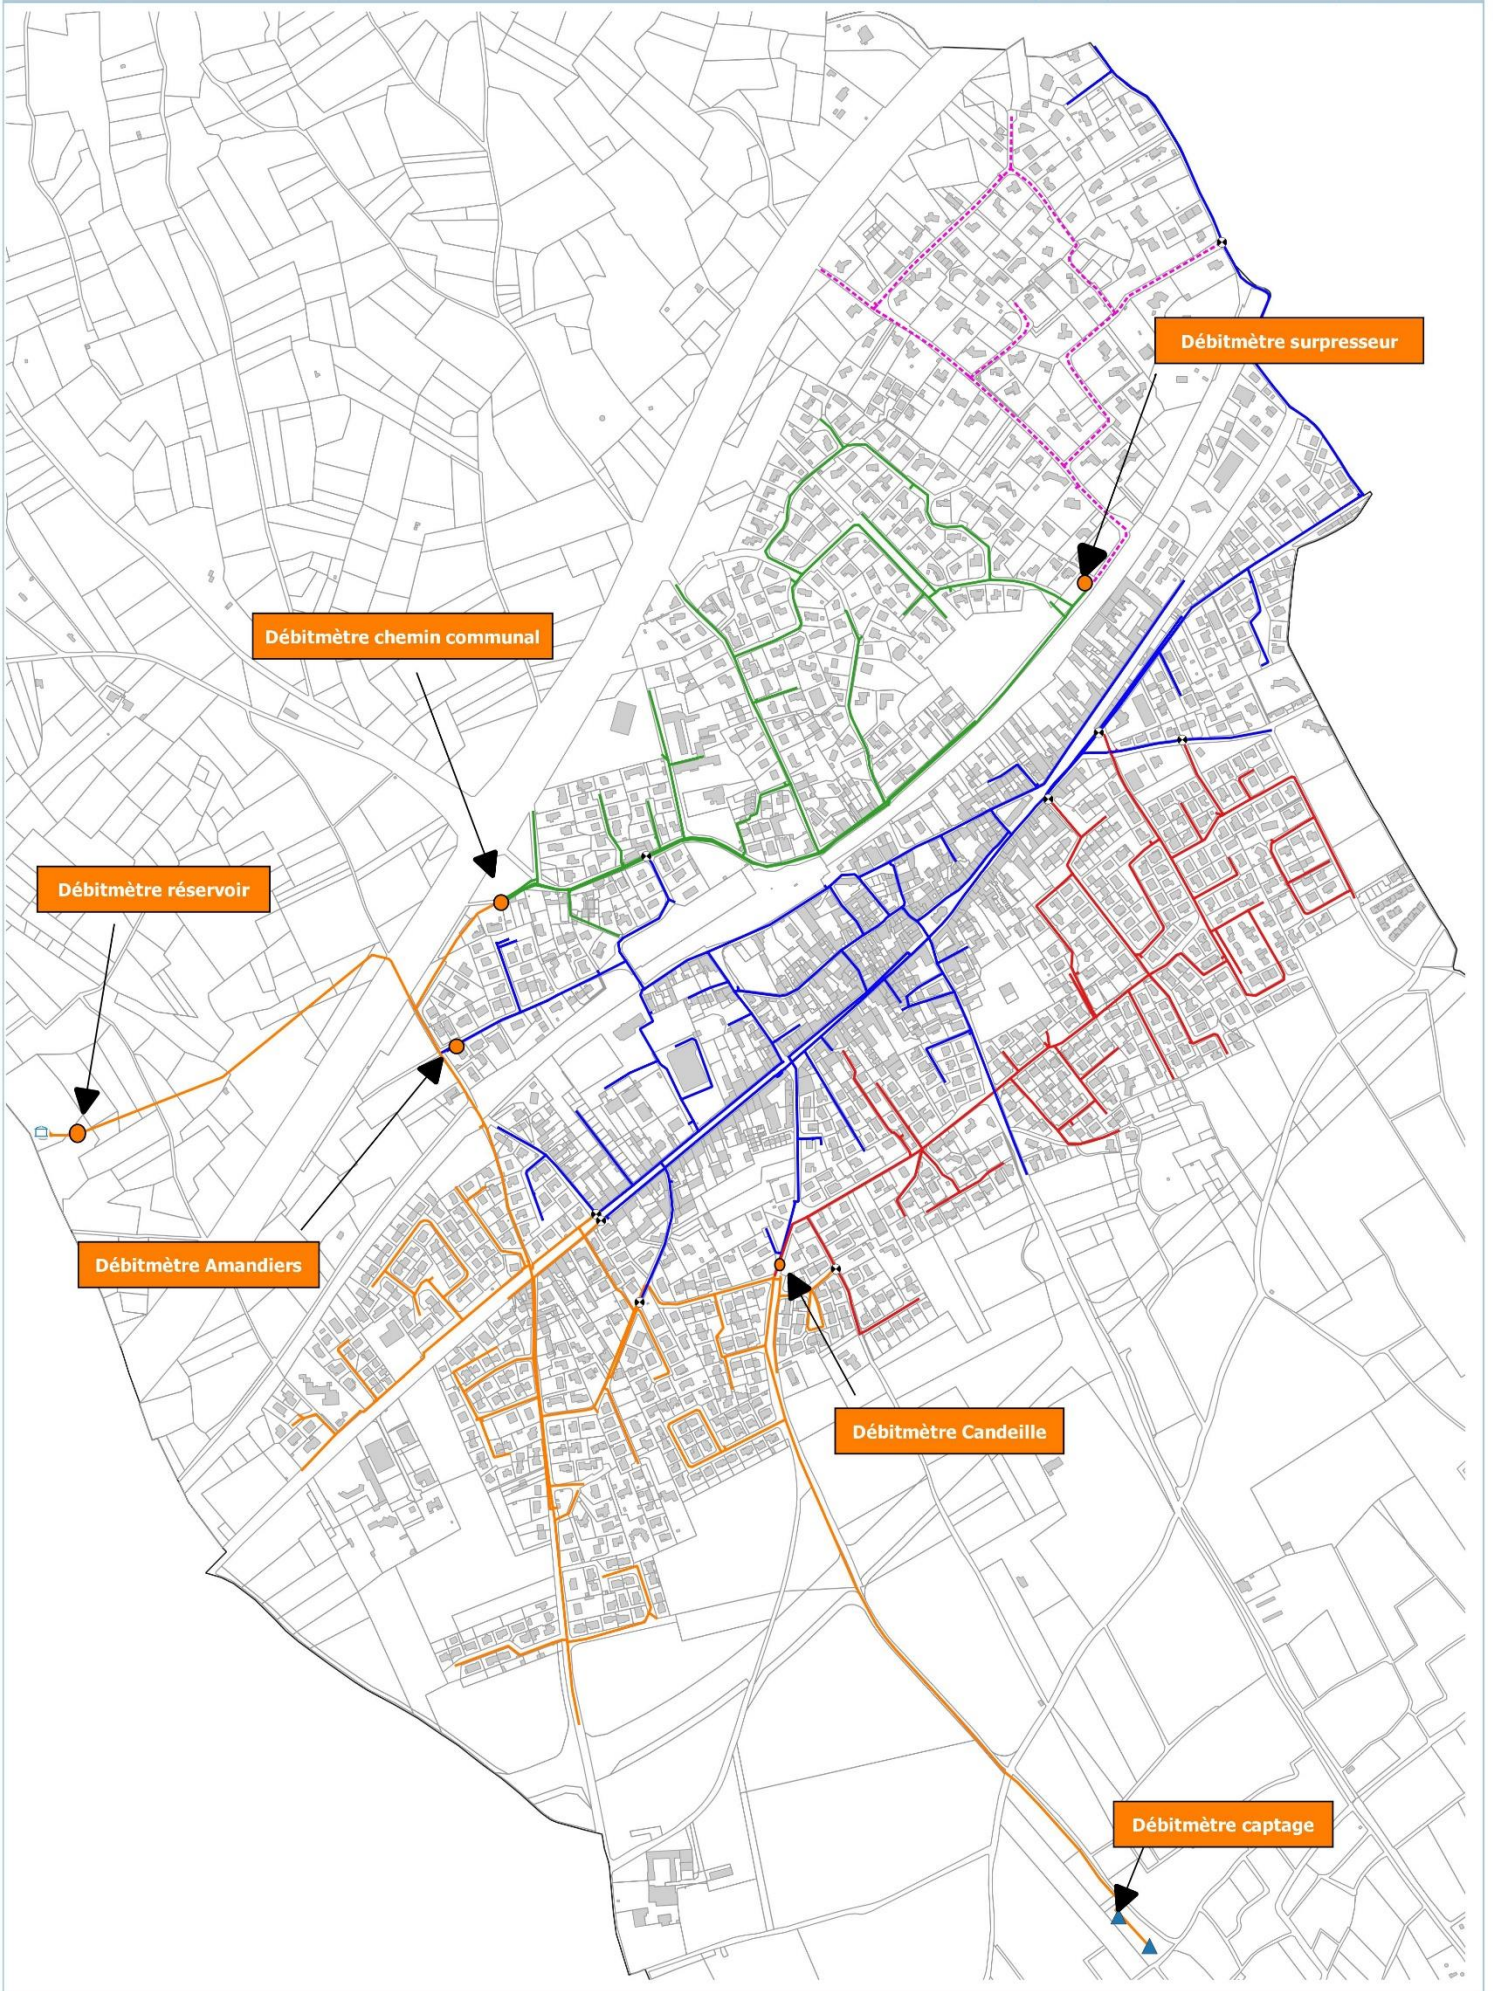 Débitmètre surpresseur
Débitmètre chemin communal
Débitmètre réservoir
Débitmètre Amandiers
Débitmètre Candeille
Débitmètre captage